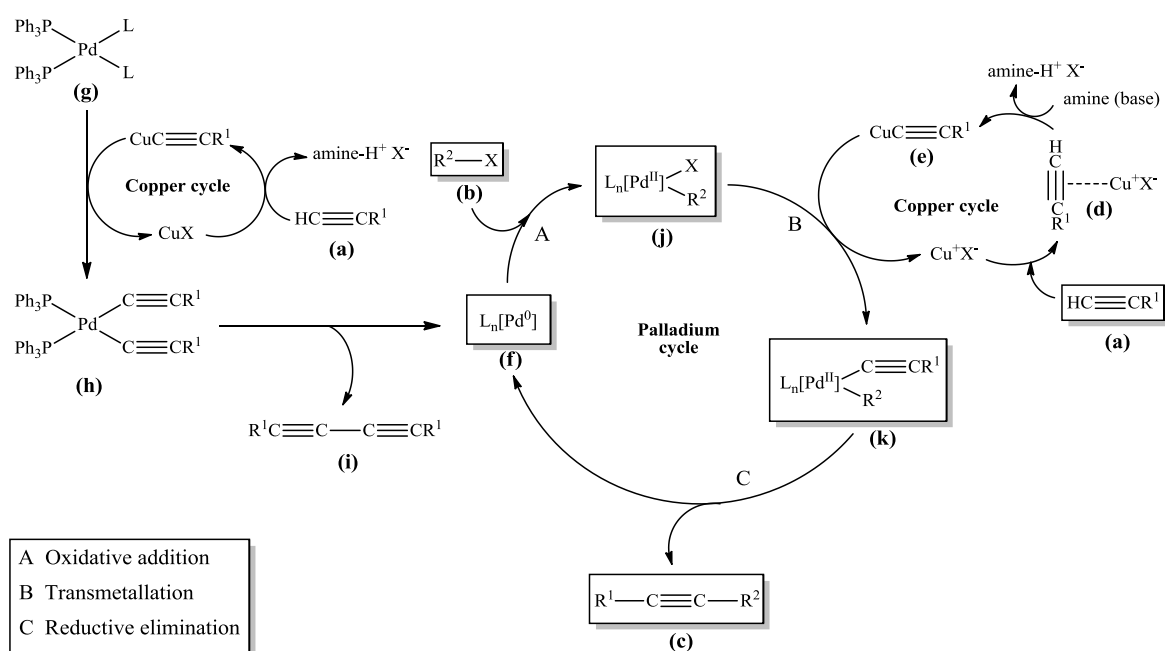 Ph₃P L
Pd
Ph₃P L
(g)
CuC≡CR¹
Copper cycle
CuX
amine-H⁺ X⁻
HC≡CR¹
(a)
Ph₃P C≡CR¹
Pd
Ph₃P C≡CR¹
(h)
R¹C≡C—C≡CR¹
(i)
R²—X
(b)
A
Lₙ[Pd⁰]
(f)
X
Lₙ[Pdᴵᴵ]
R²
(j)
B
Palladium
cycle
amine-H⁺ X⁻
amine (base)
CuC≡CR¹
(e)
Copper cycle
H
C
C
R¹
Cu⁺X⁻
(d)
Cu⁺X⁻
HC≡CR¹
(a)
C≡CR¹
Lₙ[Pdᴵᴵ]
R²
(k)
C
R¹—C≡C—R²
(c)
A Oxidative addition
B Transmetallation
C Reductive elimination